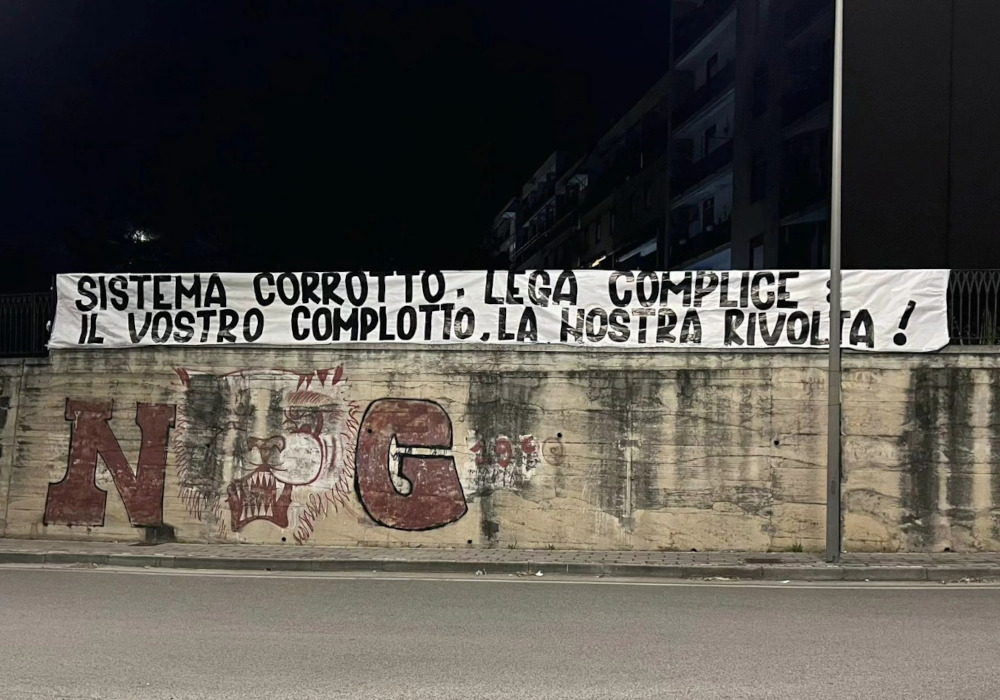 SISTEMA CORROTTO. LEGA COMPLICE :
IL VOSTRO COMPLOTTO, LA NOSTRA RIVOLTA !
N G